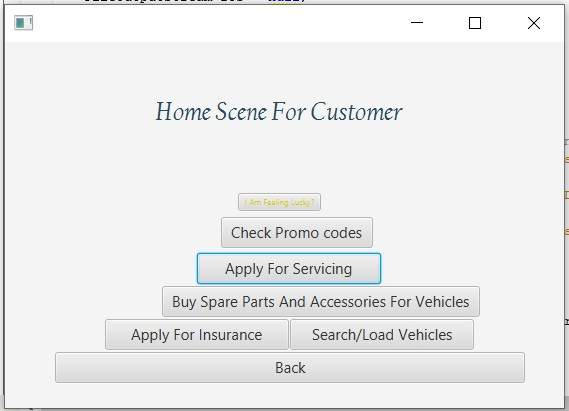 Home Scene For Customer
I Am Feeling Lucky?
Check Promo codes
Apply For Servicing
Buy Spare Parts And Accessories For Vehicles
Apply For Insurance
Search/Load Vehicles
Back